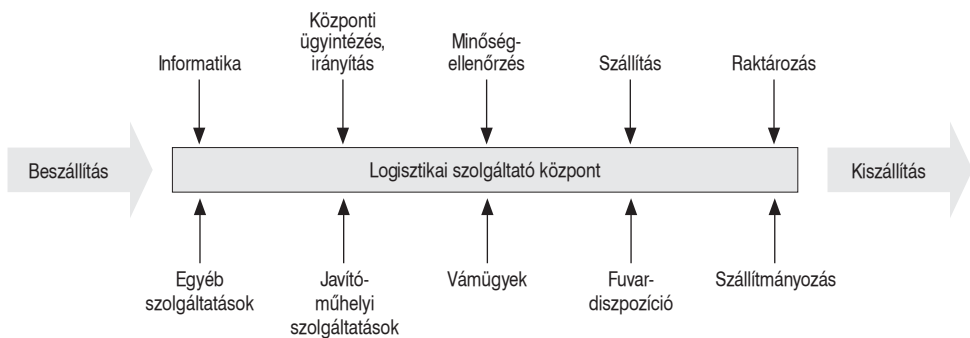 Informatika
Központi
ügyintézés,
irányítás
Minőség-
ellenőrzés
Szállítás
Raktározás
Beszállítás
Logisztikai szolgáltató központ
Kiszállítás
Egyéb
szolgáltatások
Javító-
műhelyi
szolgáltatások
Vámügyek
Fuvar-
diszpozíció
Szállítmányozás